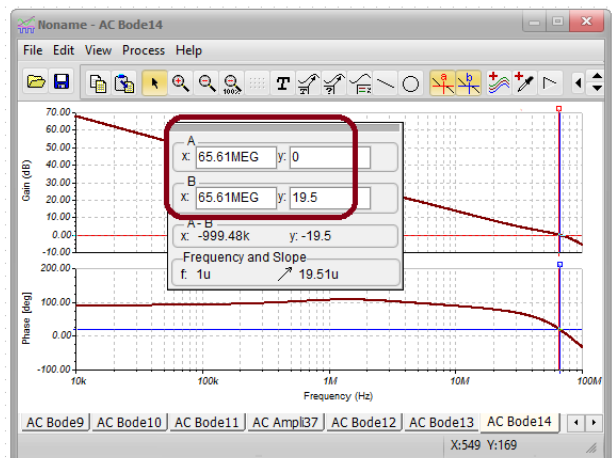 Noname - AC Bode14
File Edit View Process Help
100%
T
a
b
70.00
60.00
50.00
40.00
30.00
20.00
10.00
0.00
-10.00
Gain (dB)
A
x: 65.61MEG y: 0
B
x: 65.61MEG y: 19.5
A - B
x: -999.48k y: -19.5
Frequency and Slope
f: 1u 19.51u
200.00
100.00
0.00
-100.00
Phase [deg]
10k 100k 1M 10M 100M
Frequency (Hz)
AC Bode9 AC Bode10 AC Bode11 AC Ampli37 AC Bode12 AC Bode13 AC Bode14
X:549 Y:169